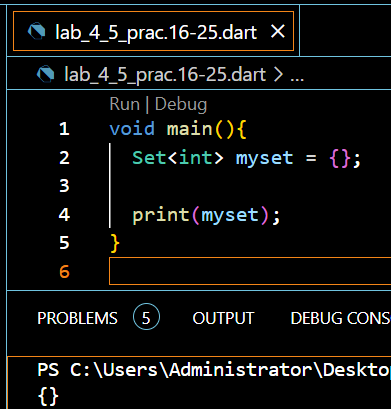 lab_4_5_prac.16-25.dart
lab_4_5_prac.16-25.dart > ...
Run | Debug
1 void main(){
2 Set<int> myset = {};
3
4 print(myset);
5 }
6
PROBLEMS 5 OUTPUT DEBUG CONS
PS C:\Users\Administrator\Deskto
{}